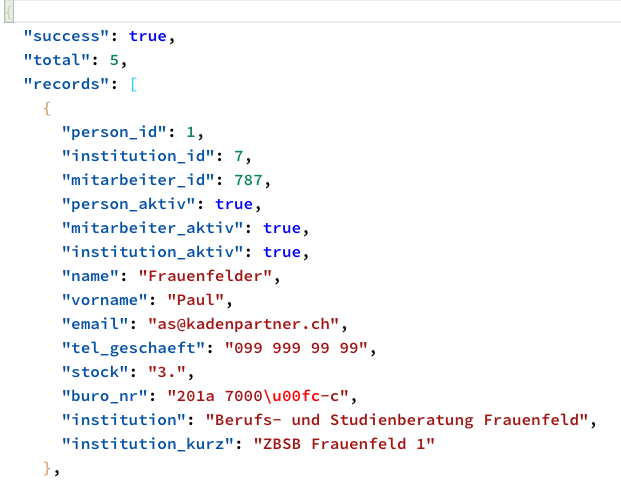 {
"success": true,
"total": 5,
"records": [
{
"person_id": 1,
"institution_id": 7,
"mitarbeiter_id": 787,
"person_aktiv": true,
"mitarbeiter_aktiv": true,
"institution_aktiv": true,
"name": "Frauenfelder",
"vorname": "Paul",
"email": "as@kadenpartner.ch",
"tel_geschaeft": "099 999 99 99",
"stock": "3.",
"buro_nr": "201a 7000\u00fc-c",
"institution": "Berufs- und Studienberatung Frauenfeld",
"institution_kurz": "ZBSB Frauenfeld 1"
},